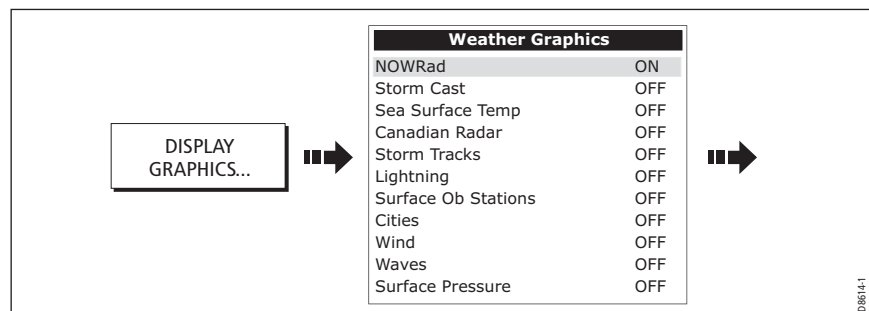 DISPLAY
GRAPHICS...
Weather Graphics
NOWRad ON
Storm Cast OFF
Sea Surface Temp OFF
Canadian Radar OFF
Storm Tracks OFF
Lightning OFF
Surface Ob Stations OFF
Cities OFF
Wind OFF
Waves OFF
Surface Pressure OFF
D8614-1